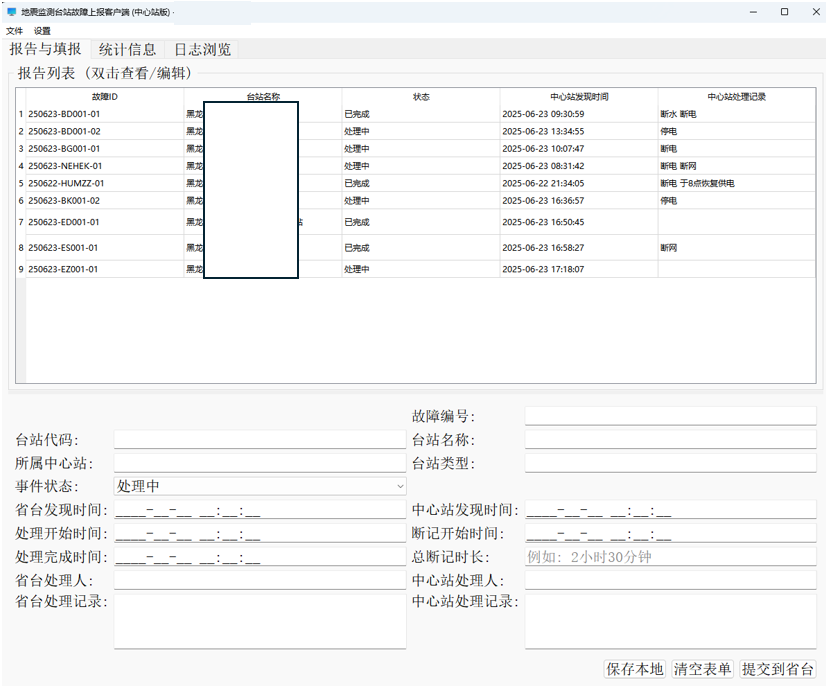 地震监测台站故障上报客户端 (中心站版) ·
文件 设置
报告与填报 统计信息 日志浏览
报告列表（双击查看/编辑）
故障ID 台站名称 状态 中心站发现时间 中心站处理记录
1 250623-BD001-01 黑龙 已完成 2025-06-23 09:30:59 断水 断电
2 250623-BD001-02 黑龙 处理中 2025-06-23 13:34:55 停电
3 250623-BG001-01 黑龙 处理中 2025-06-23 10:07:47 断电
4 250623-NEHEK-01 黑龙 处理中 2025-06-23 08:31:42 断电 断网
5 250622-HUMZZ-01 黑龙 已完成 2025-06-22 21:34:05 断电 于8点恢复供电
6 250623-BK001-02 黑龙 处理中 2025-06-23 16:36:57 停电
7 250623-ED001-01 黑龙 已完成 2025-06-23 16:50:45
8 250623-ES001-01 黑龙 已完成 2025-06-23 16:58:27 断网
9 250623-EZ001-01 黑龙 处理中 2025-06-23 17:18:07
故障编号:
台站代码: 台站名称:
所属中心站: 台站类型:
事件状态: 处理中
省台发现时间: ____-__-__ __:__:__ 中心站发现时间: ____-__-__ __:__:__
处理开始时间: ____-__-__ __:__:__ 断记开始时间: ____-__-__ __:__:__
处理完成时间: ____-__-__ __:__:__ 总断记时长: 例如: 2小时30分钟
省台处理人: 中心站处理人:
省台处理记录: 中心站处理记录:
保存本地 清空表单 提交到省台